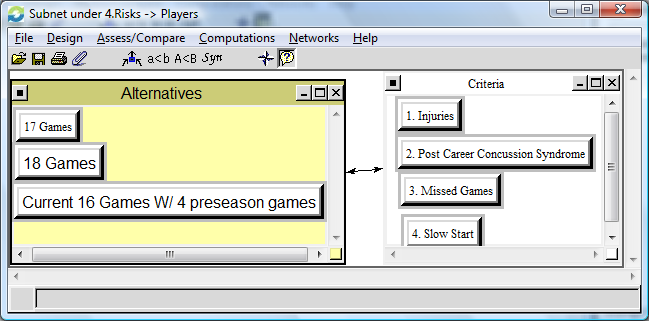 Subnet under 4.Risks -> Players
File Design Assess/Compare Computations Networks Help
a<b A<B Syn
Alternatives
17 Games
18 Games
Current 16 Games W/ 4 preseason games
Criteria
1. Injuries
2. Post Career Concussion Syndrome
3. Missed Games
4. Slow Start